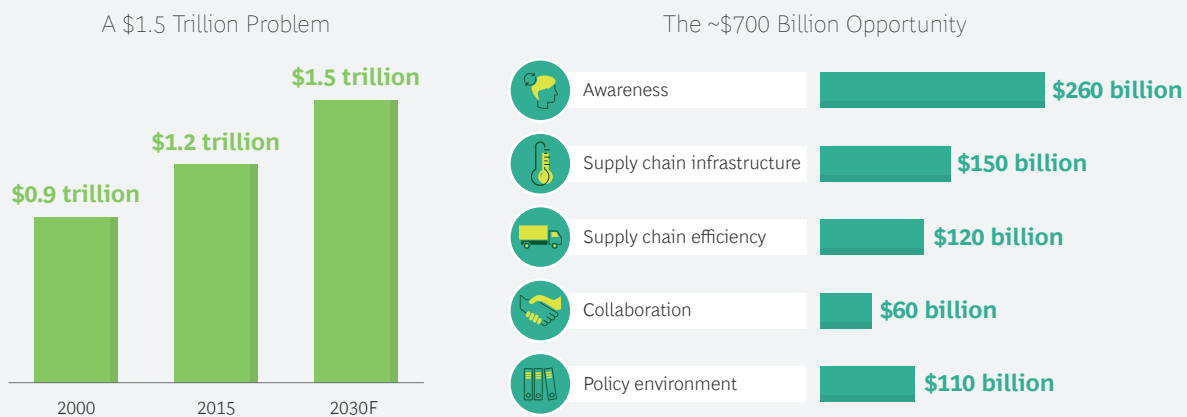 A $1.5 Trillion Problem
$0.9 trillion
$1.2 trillion
$1.5 trillion
2000
2015
2030F
The ~$700 Billion Opportunity
Awareness
$260 billion
Supply chain infrastructure
$150 billion
Supply chain efficiency
$120 billion
Collaboration
$60 billion
Policy environment
$110 billion